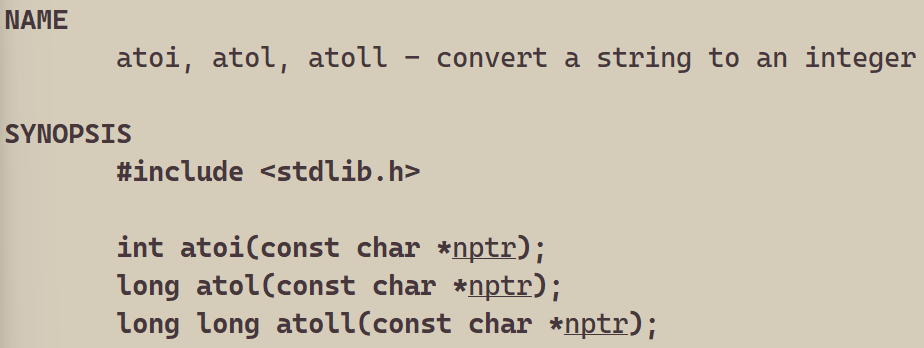 NAME
atoi, atol, atoll – convert a string to an integer
SYNOPSIS
#include <stdlib.h>
int atoi(const char *nptr);
long atol(const char *nptr);
long long atoll(const char *nptr);